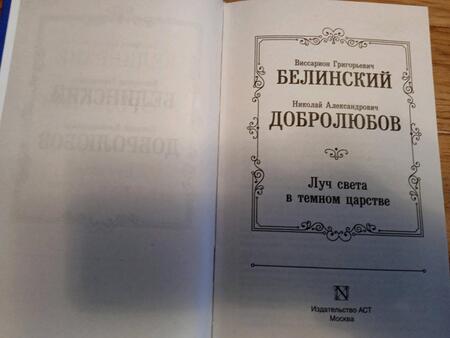 Виссарион Григорьевич
БЕЛИНСКИЙ
Николай Александрович
ДОБРОЛЮБОВ
Луч света
в темном царстве
Издательство АСТ
Москва